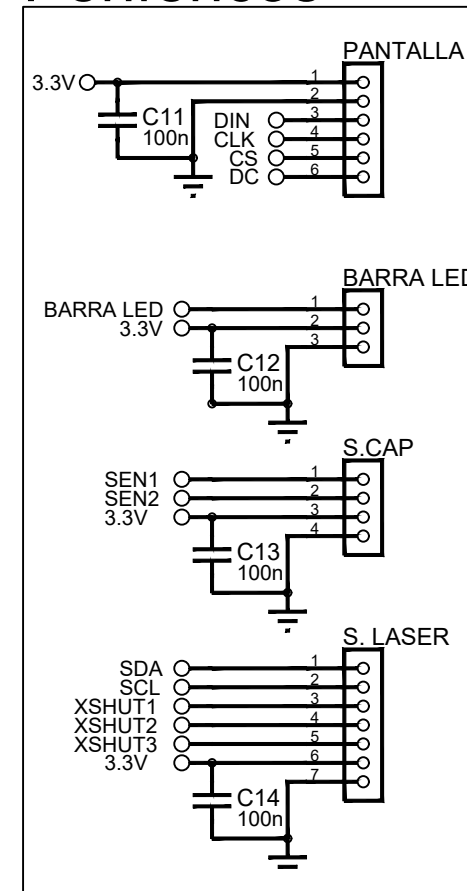 PANTALLA
3.3V
1
2
3
4
5
6
C11
100n
DIN
CLK
CS
DC
BARRA LED
BARRA LED
3.3V
1
2
3
C12
100n
S.CAP
SEN1
SEN2
3.3V
1
2
3
4
C13
100n
S. LASER
SDA
SCL
XSHUT1
XSHUT2
XSHUT3
3.3V
1
2
3
4
5
6
7
C14
100n